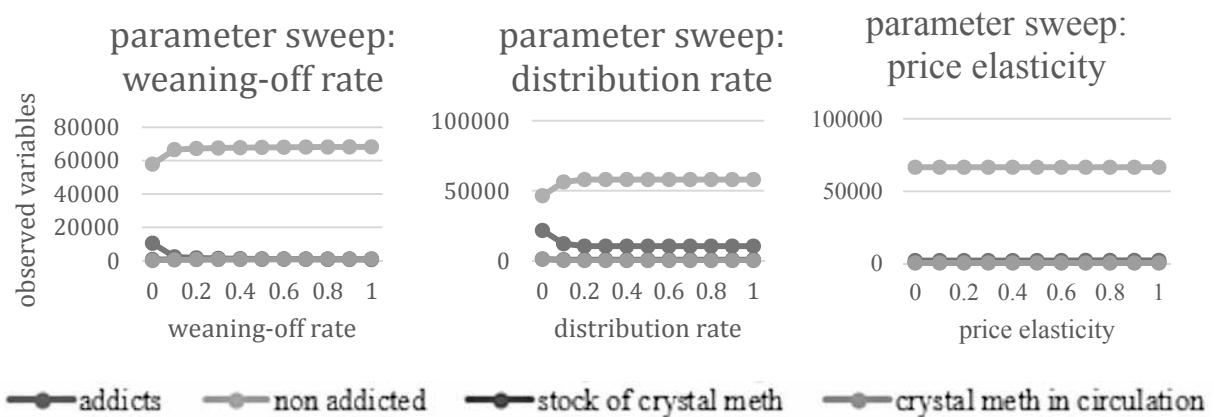 parameter sweep:
weaning-off rate
observed variables
80000
60000
40000
20000
0
0 0.2 0.4 0.6 0.8 1
weaning-off rate
parameter sweep:
distribution rate
100000
50000
0
0 0.2 0.4 0.6 0.8 1
distribution rate
parameter sweep:
price elasticity
100000
50000
0
0 0.2 0.4 0.6 0.8 1
price elasticity
addicts non addicted stock of crystal meth crystal meth in circulation